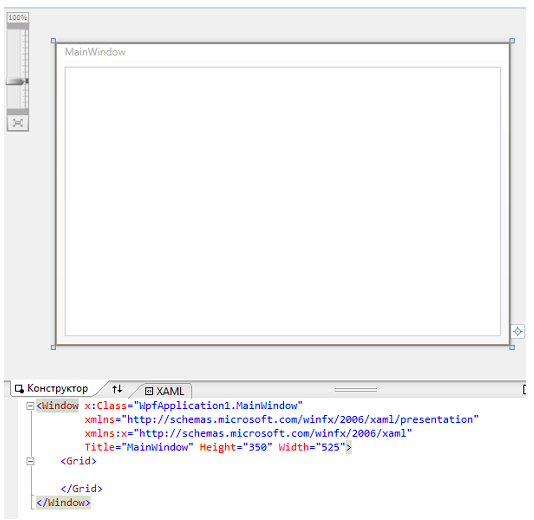 100%
MainWindow
Конструктор
XAML
<Window x:Class="WpfApplication1.MainWindow"
xmlns="http://schemas.microsoft.com/winfx/2006/xaml/presentation"
xmlns:x="http://schemas.microsoft.com/winfx/2006/xaml"
Title="MainWindow" Height="350" Width="525">
<Grid>
</Grid>
</Window>